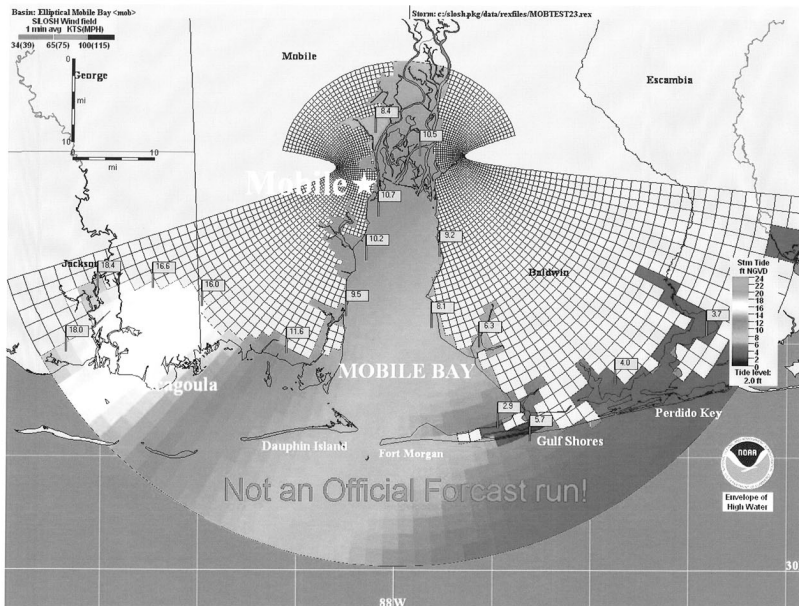 Basin: Elliptical Mobile Bay <mob>
SLOSH Wind field
1 min avg KTS(MPH)
34(39) 65(75) 100(115)
Storm: c:/slosh.pkg/data/rexfiles/MOBTEST23.rex
0
George
mi
10
0 10
mi
Mobile
Escambia
8.4
10.5
Mobile
10.7
10.2
9.2
Jackson
18.4
16.6
16.0
Baldwin
9.5
8.1
11.6
18.0
6.3
3.7
4.0
Stm Tide
ft NGVD
24
22
20
18
16
14
12
10
8
6
4
2
0
Tide level:
2.0 ft
MOBILE BAY
2.9
5.7
Perdido Key
Dauphin Island
Fort Morgan
Gulf Shores
NOAA
Envelope of
High Water
Not an Official Forcast run!
30
88W